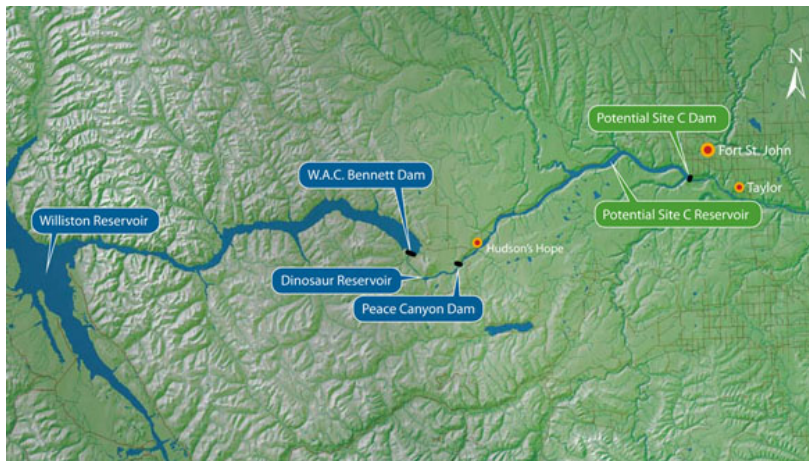 N
Potential Site C Dam
Fort St. John
W.A.C. Bennett Dam
Taylor
Williston Reservoir
Potential Site C Reservoir
Hudson's Hope
Dinosaur Reservoir
Peace Canyon Dam